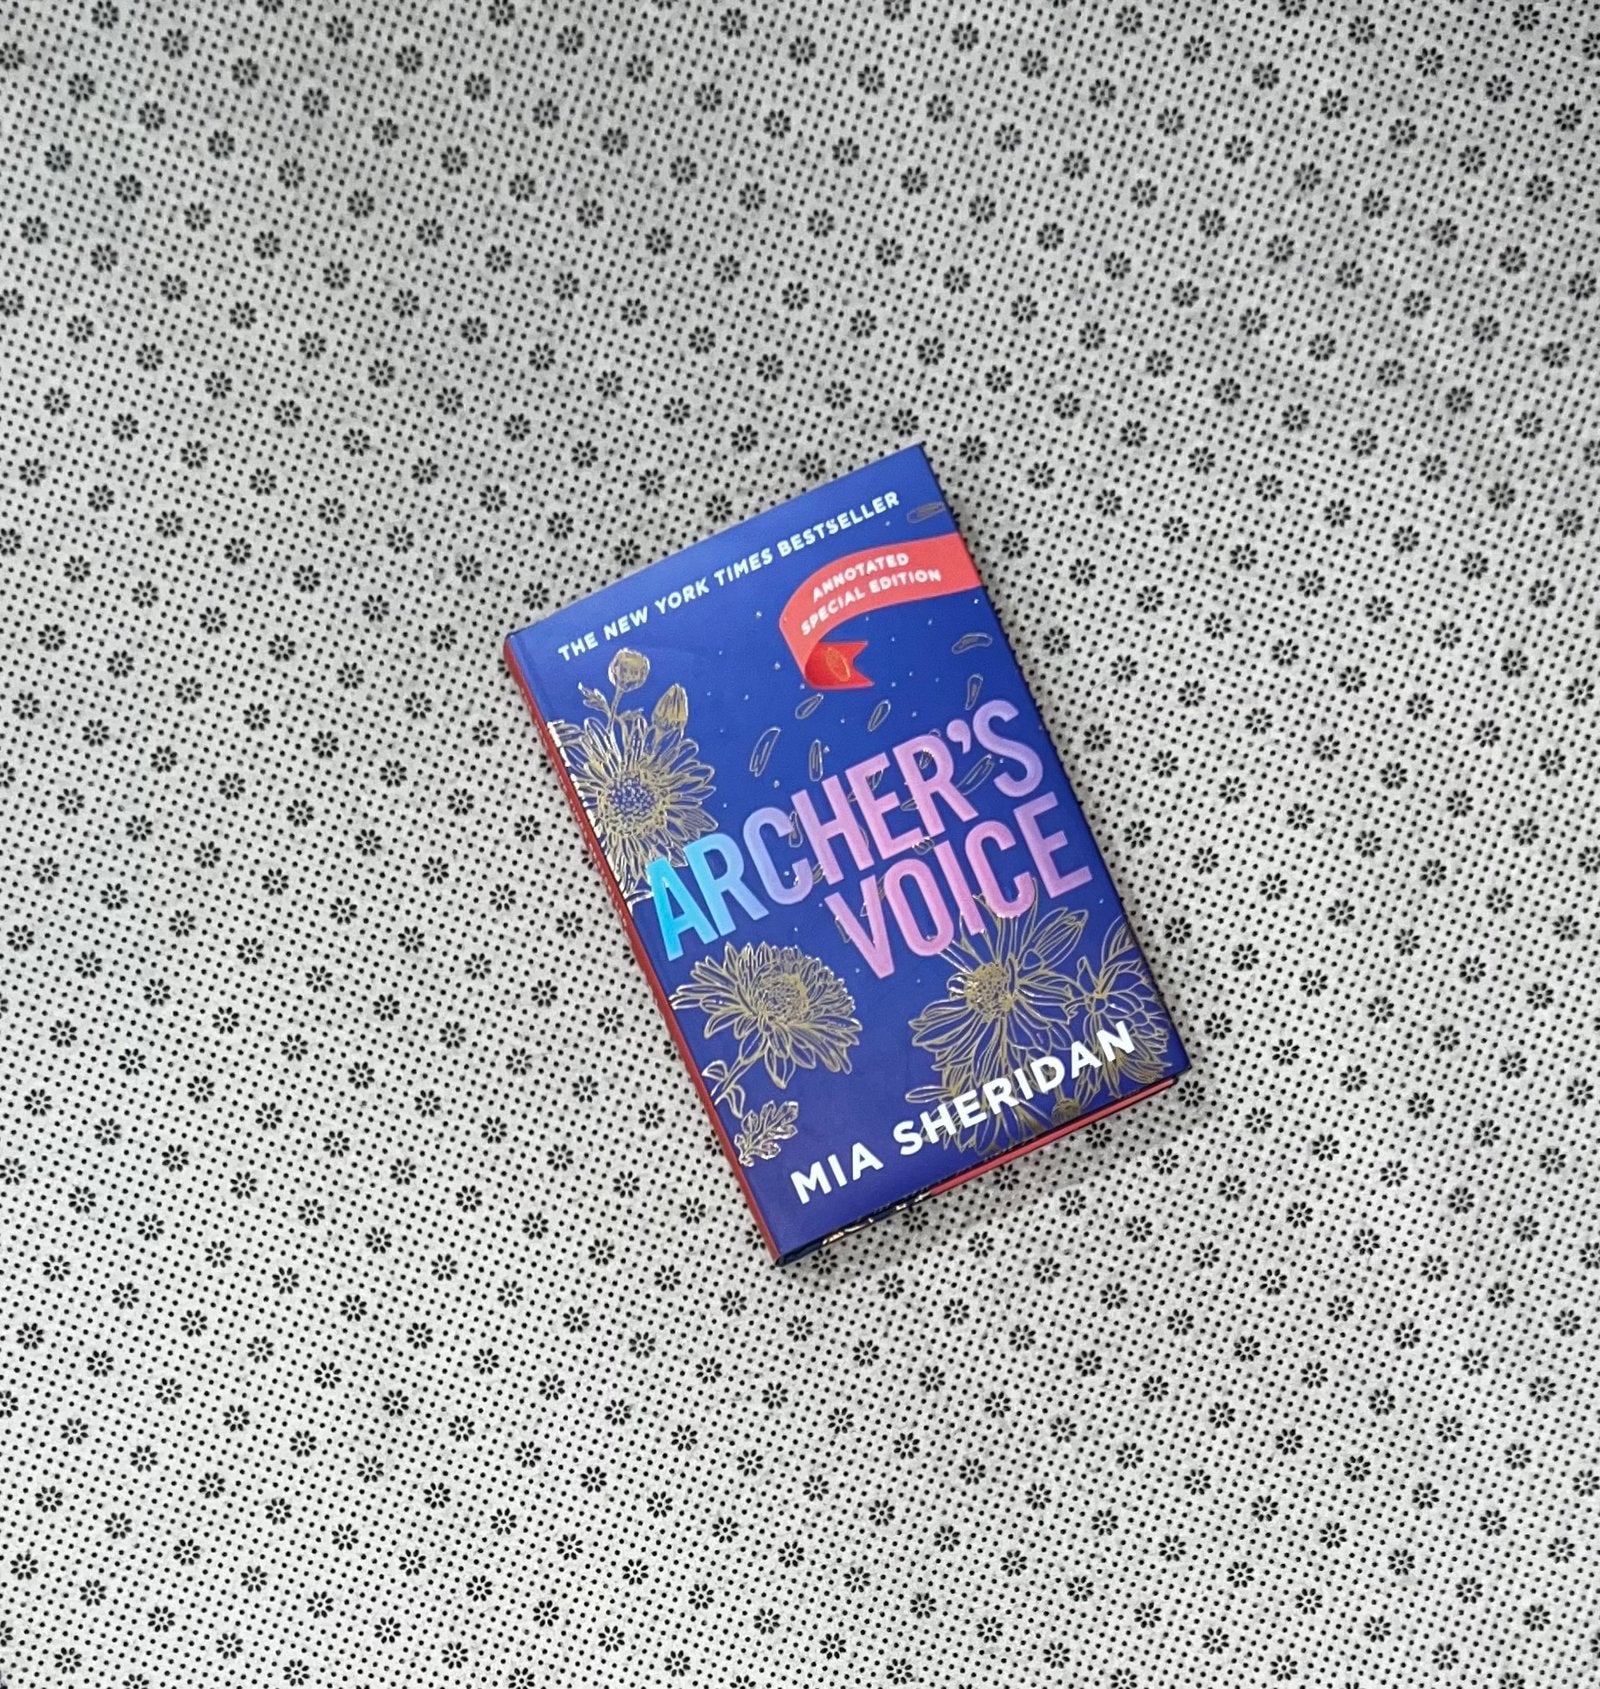 THE NEW YORK TIMES BESTSELLER
ANNOTATED
SPECIAL EDITION
ARCHER'S
VOICE
MIA SHERIDAN